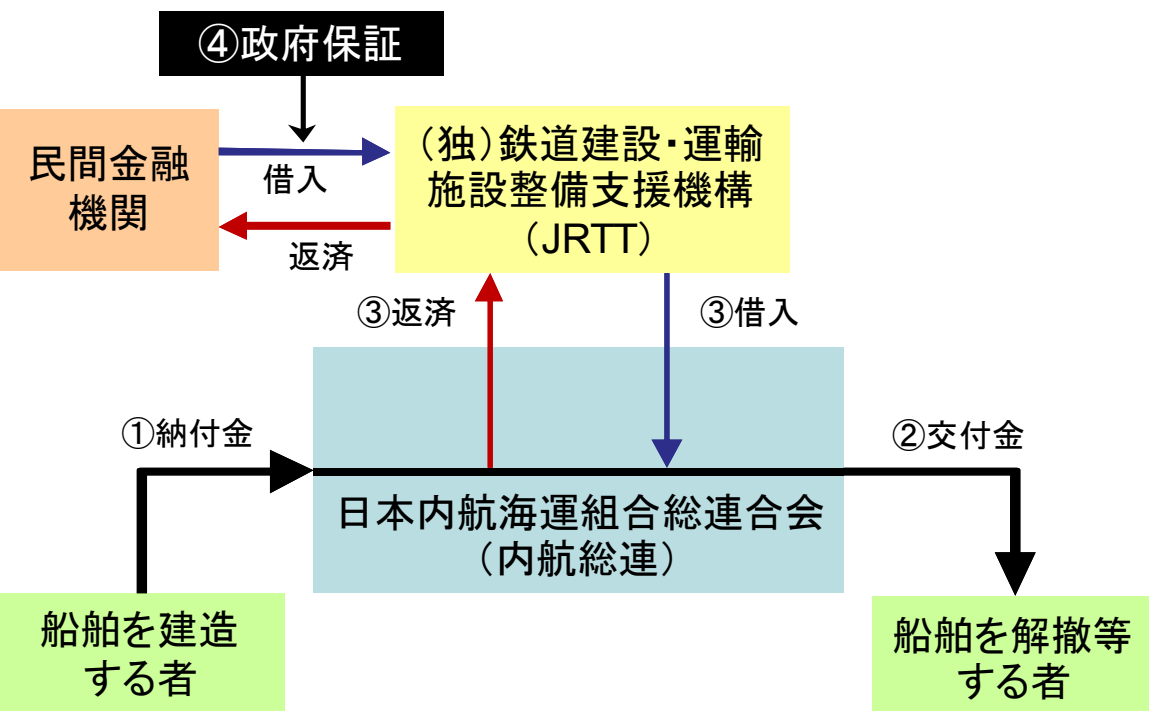 ④政府保証
民間金融
機関
借入
返済
（独）鉄道建設・運輸
施設整備支援機構
（JRTT）
③返済
③借入
①納付金
②交付金
日本内航海運組合総連合会
（内航総連）
船舶を建造
する者
船舶を解撤等
する者